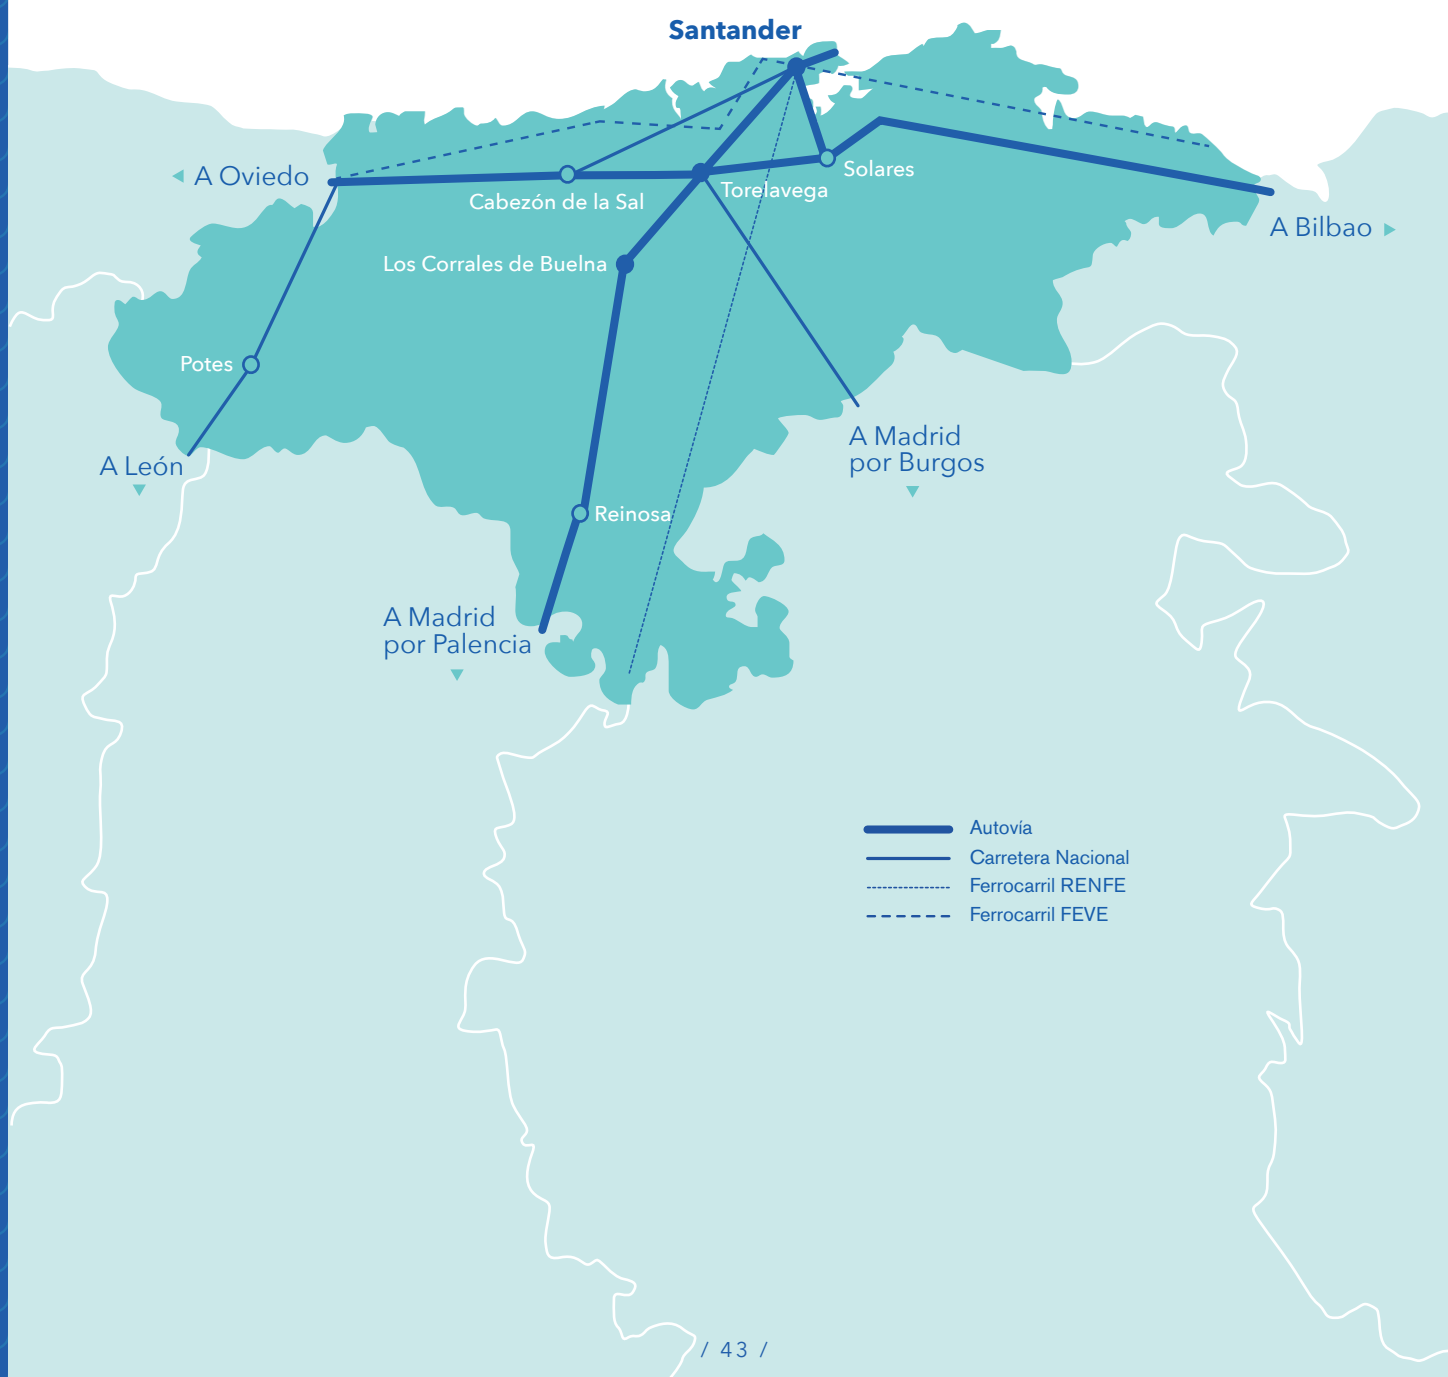 Santander
A Oviedo
Solares
Torelavega
Cabezón de la Sal
A Bilbao
Los Corrales de Buelna
Potes
A Madrid
por Burgos
A León
Reinosa
A Madrid
por Palencia
Autovía
Carretera Nacional
Ferrocarril RENFE
Ferrocarril FEVE
/ 43 /